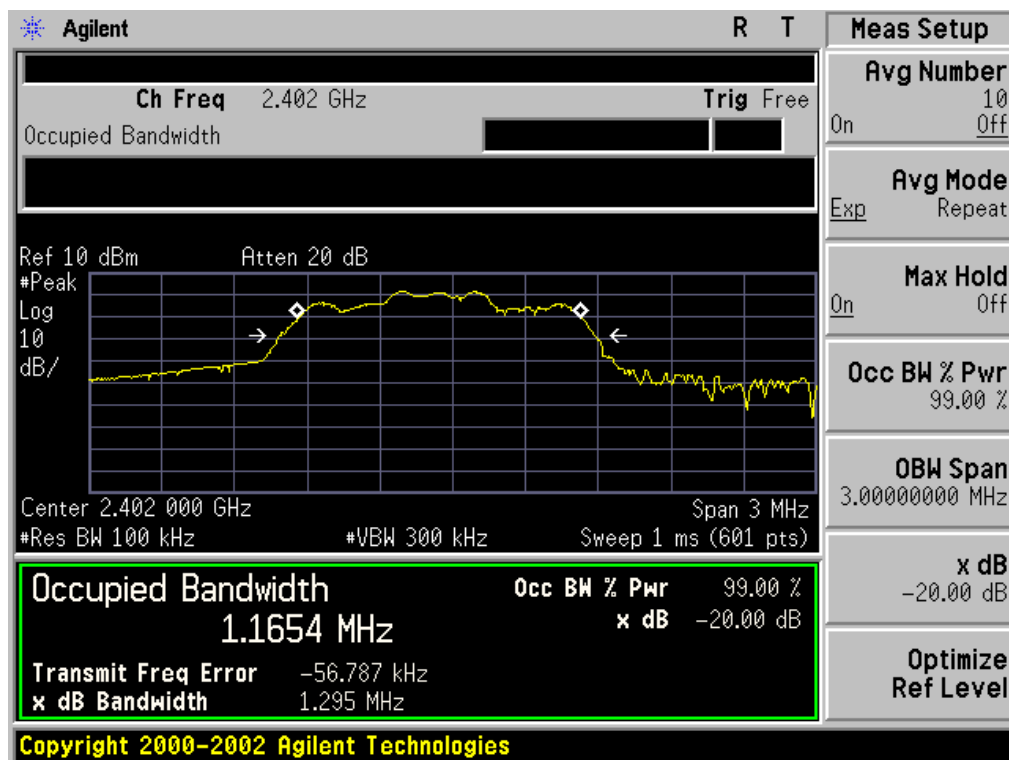 Agilent R T
Ch Freq 2.402 GHz Trig Free
Occupied Bandwidth
Ref 10 dBm Atten 20 dB
#Peak
Log
10
dB/
Center 2.402 000 GHz Span 3 MHz
#Res BW 100 kHz #VBW 300 kHz Sweep 1 ms (601 pts)
Occupied Bandwidth Occ BW % Pwr 99.00 %
1.1654 MHz x dB -20.00 dB
Transmit Freq Error -56.787 kHz
x dB Bandwidth 1.295 MHz
Copyright 2000-2002 Agilent Technologies
Meas Setup
Avg Number
10
On Off
Avg Mode
Exp Repeat
Max Hold
On Off
Occ BW % Pwr
99.00 %
OBW Span
3.00000000 MHz
x dB
-20.00 dB
Optimize
Ref Level